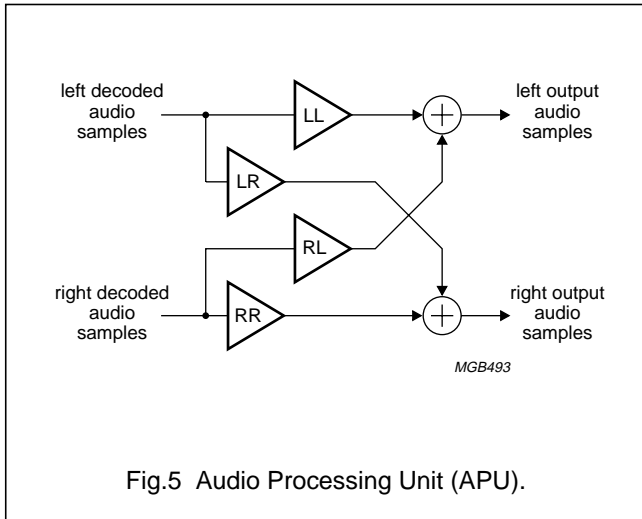 left decoded
audio
samples
LL
left output
audio
samples
LR
RL
right decoded
audio
samples
RR
right output
audio
samples
MGB493
Fig.5 Audio Processing Unit (APU).